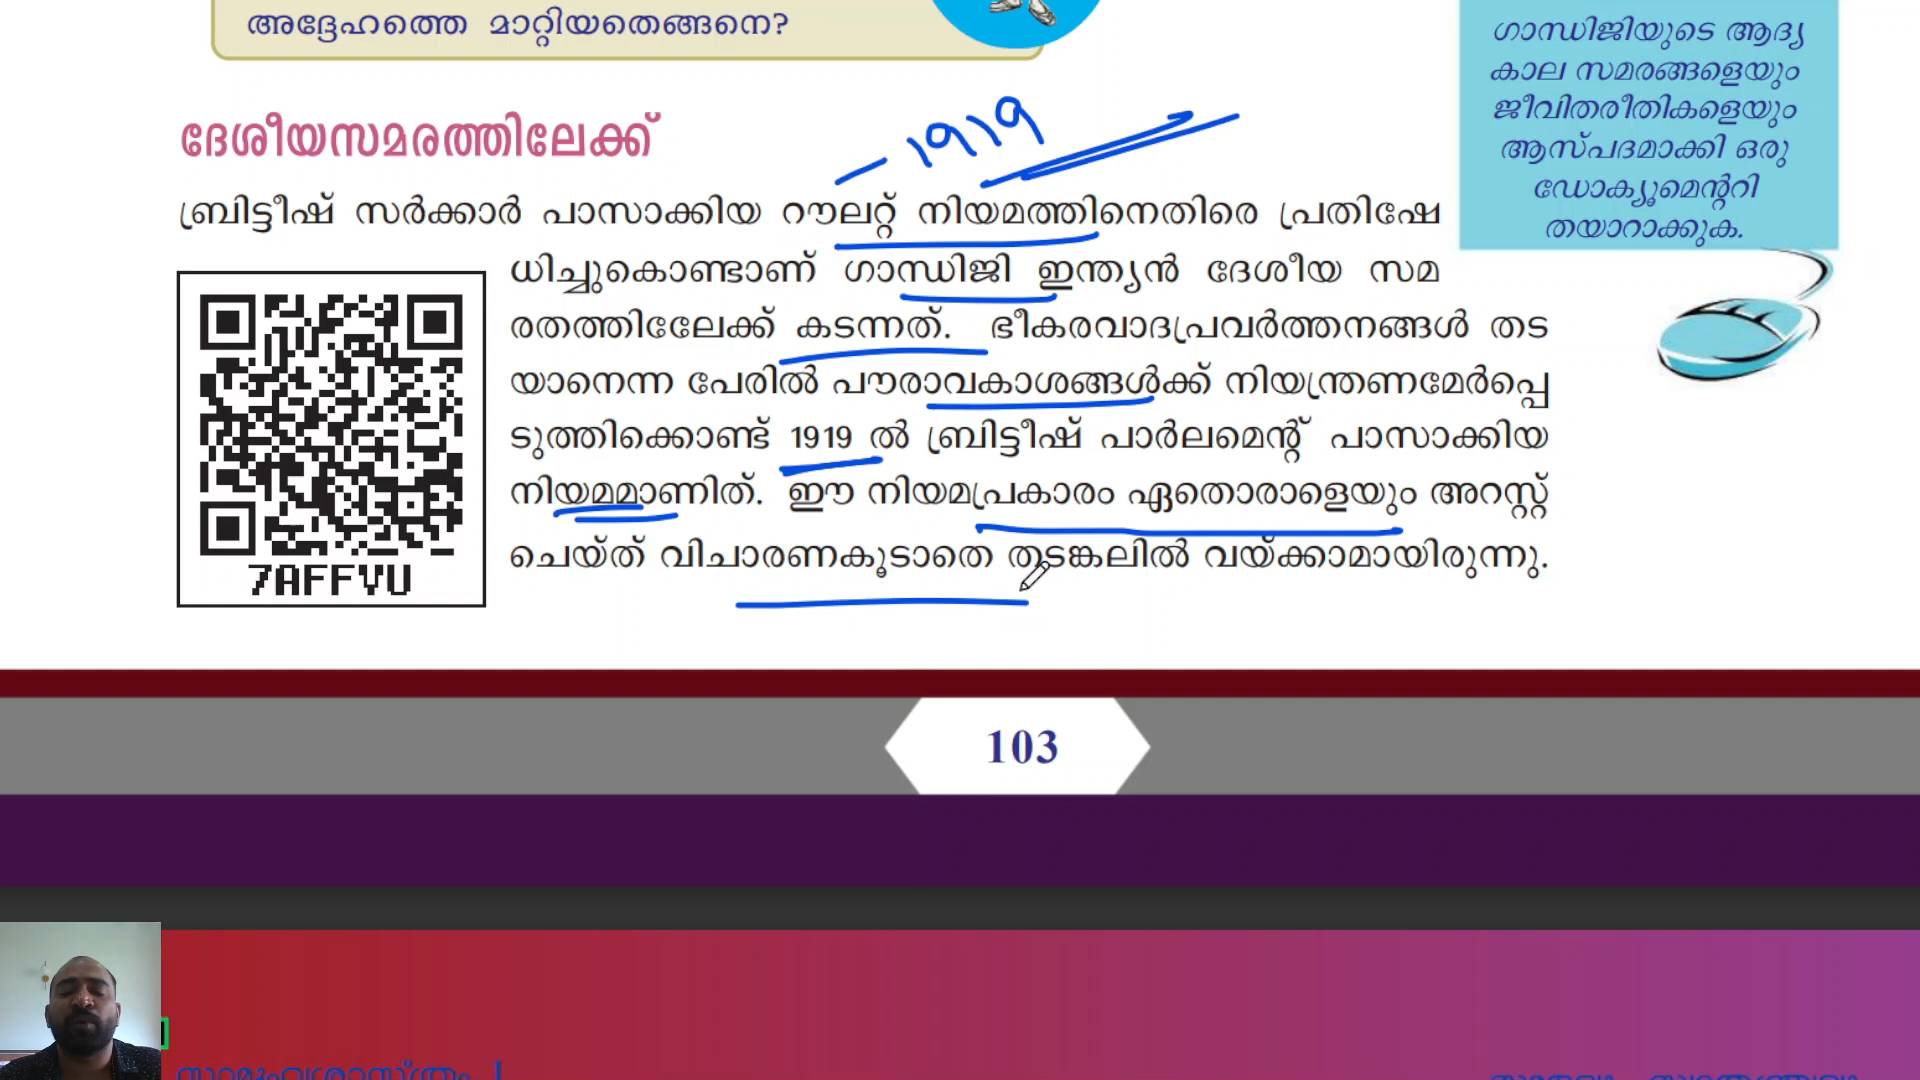 അദ്ദേഹത്തെ മാറ്റിയതെങ്ങനെ?
ഗാന്ധിജിയുടെ ആദ്യ
കാല സമരങ്ങളെയും
ജീവിതരീതികളെയും
ആസ്പദമാക്കി ഒരു
ഡോക്യൂമെന്ററി
തയാറാക്കുക.
ദേശീയസമരത്തിലേക്ക്
– 1919
ബ്രിട്ടീഷ് സർക്കാർ പാസാക്കിയ റൗലറ്റ് നിയമത്തിനെതിരെ പ്രതിഷേ
ധിച്ചുകൊണ്ടാണ് ഗാന്ധിജി ഇന്ത്യൻ ദേശീയ സമ
രതത്തിലേേക്ക് കടന്നത്. ഭീകരവാദപ്രവർത്തനങ്ങൾ തട
യാനെന്ന പേരിൽ പൗരാവകാശങ്ങൾക്ക് നിയന്ത്രണമേർപ്പെ
ടുത്തിക്കൊണ്ട് 1919 ൽ ബ്രിട്ടീഷ് പാർലമെന്റ് പാസാക്കിയ
നിയമമാണിത്. ഈ നിയമപ്രകാരം ഏതൊരാളെയും അറസ്റ്റ്
ചെയ്ത് വിചാരണകൂടാതെ തടങ്കലിൽ വയ്ക്കാമായിരുന്നു.
7AFFVU
103